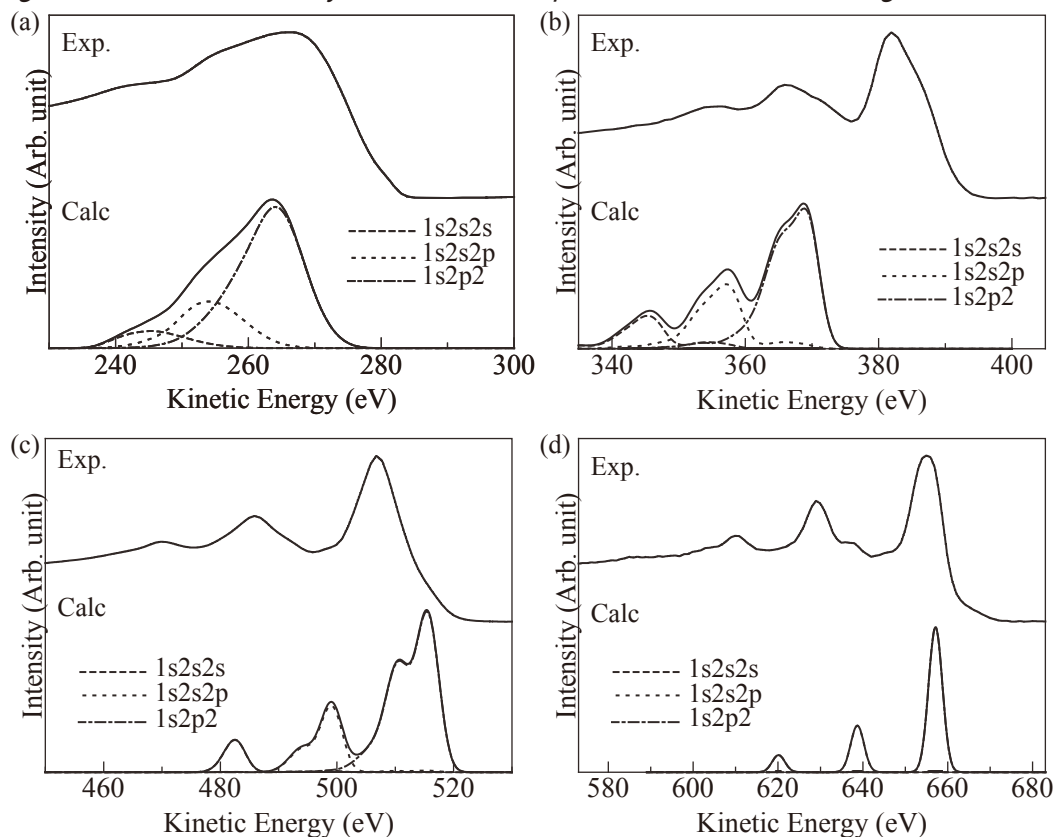 (a)
Exp.
Calc
1s2s2s
1s2s2p
1s2p2
Intensity (Arb. unit)
240 260 280 300
Kinetic Energy (eV)
(b)
Exp.
Calc
1s2s2s
1s2s2p
1s2p2
Intensity (Arb. unit)
340 360 380 400
Kinetic Energy (eV)
(c)
Exp.
Calc
1s2s2s
1s2s2p
1s2p2
Intensity (Arb. unit)
460 480 500 520
Kinetic Energy (eV)
(d)
Exp.
Calc
1s2s2s
1s2s2p
1s2p2
Intensity (Arb. unit)
580 600 620 640 660 680
Kinetic Energy (eV)